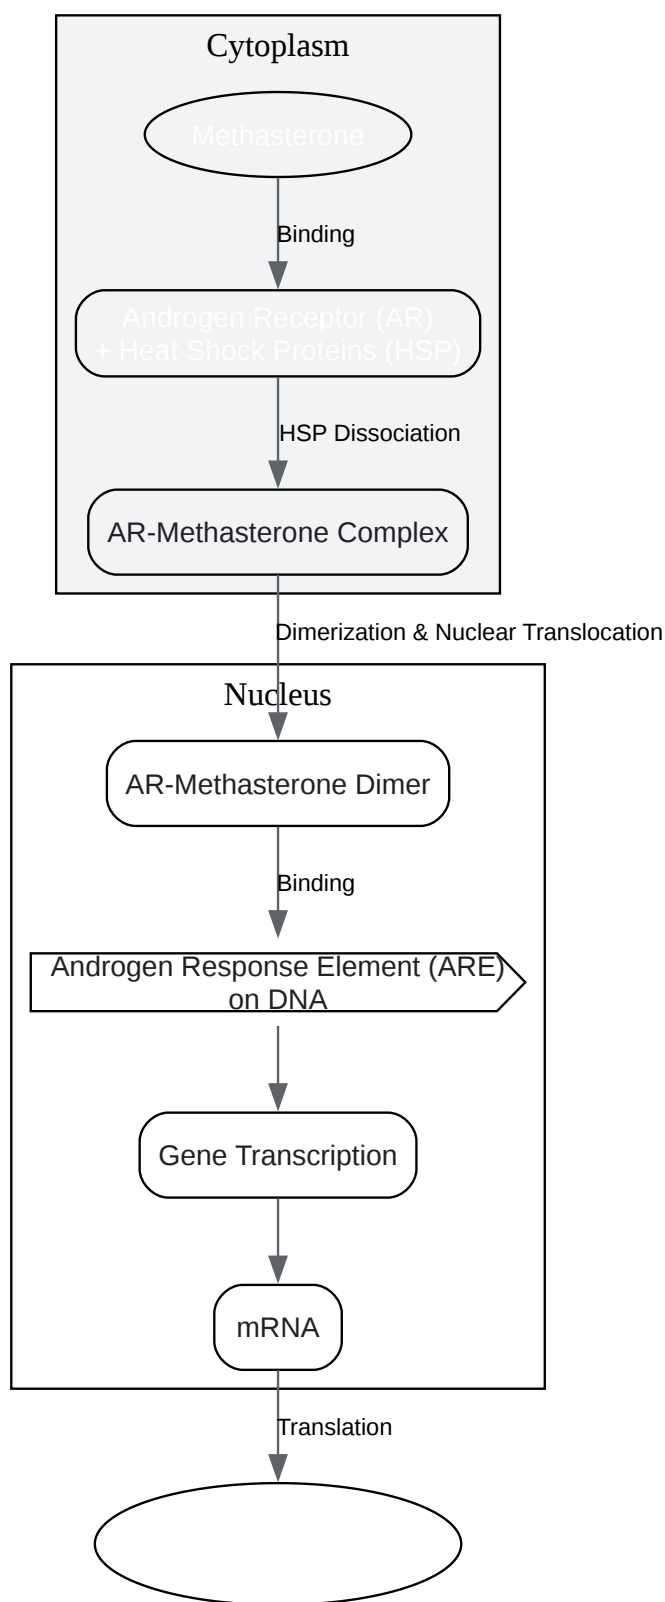 Cytoplasm
Methasterone
Binding
Androgen Receptor (AR)
+ Heat Shock Proteins (HSP)
HSP Dissociation
AR-Methasterone Complex
Dimerization & Nuclear Translocation
Nucleus
AR-Methasterone Dimer
Binding
Androgen Response Element (ARE)
on DNA
Gene Transcription
mRNA
Translation